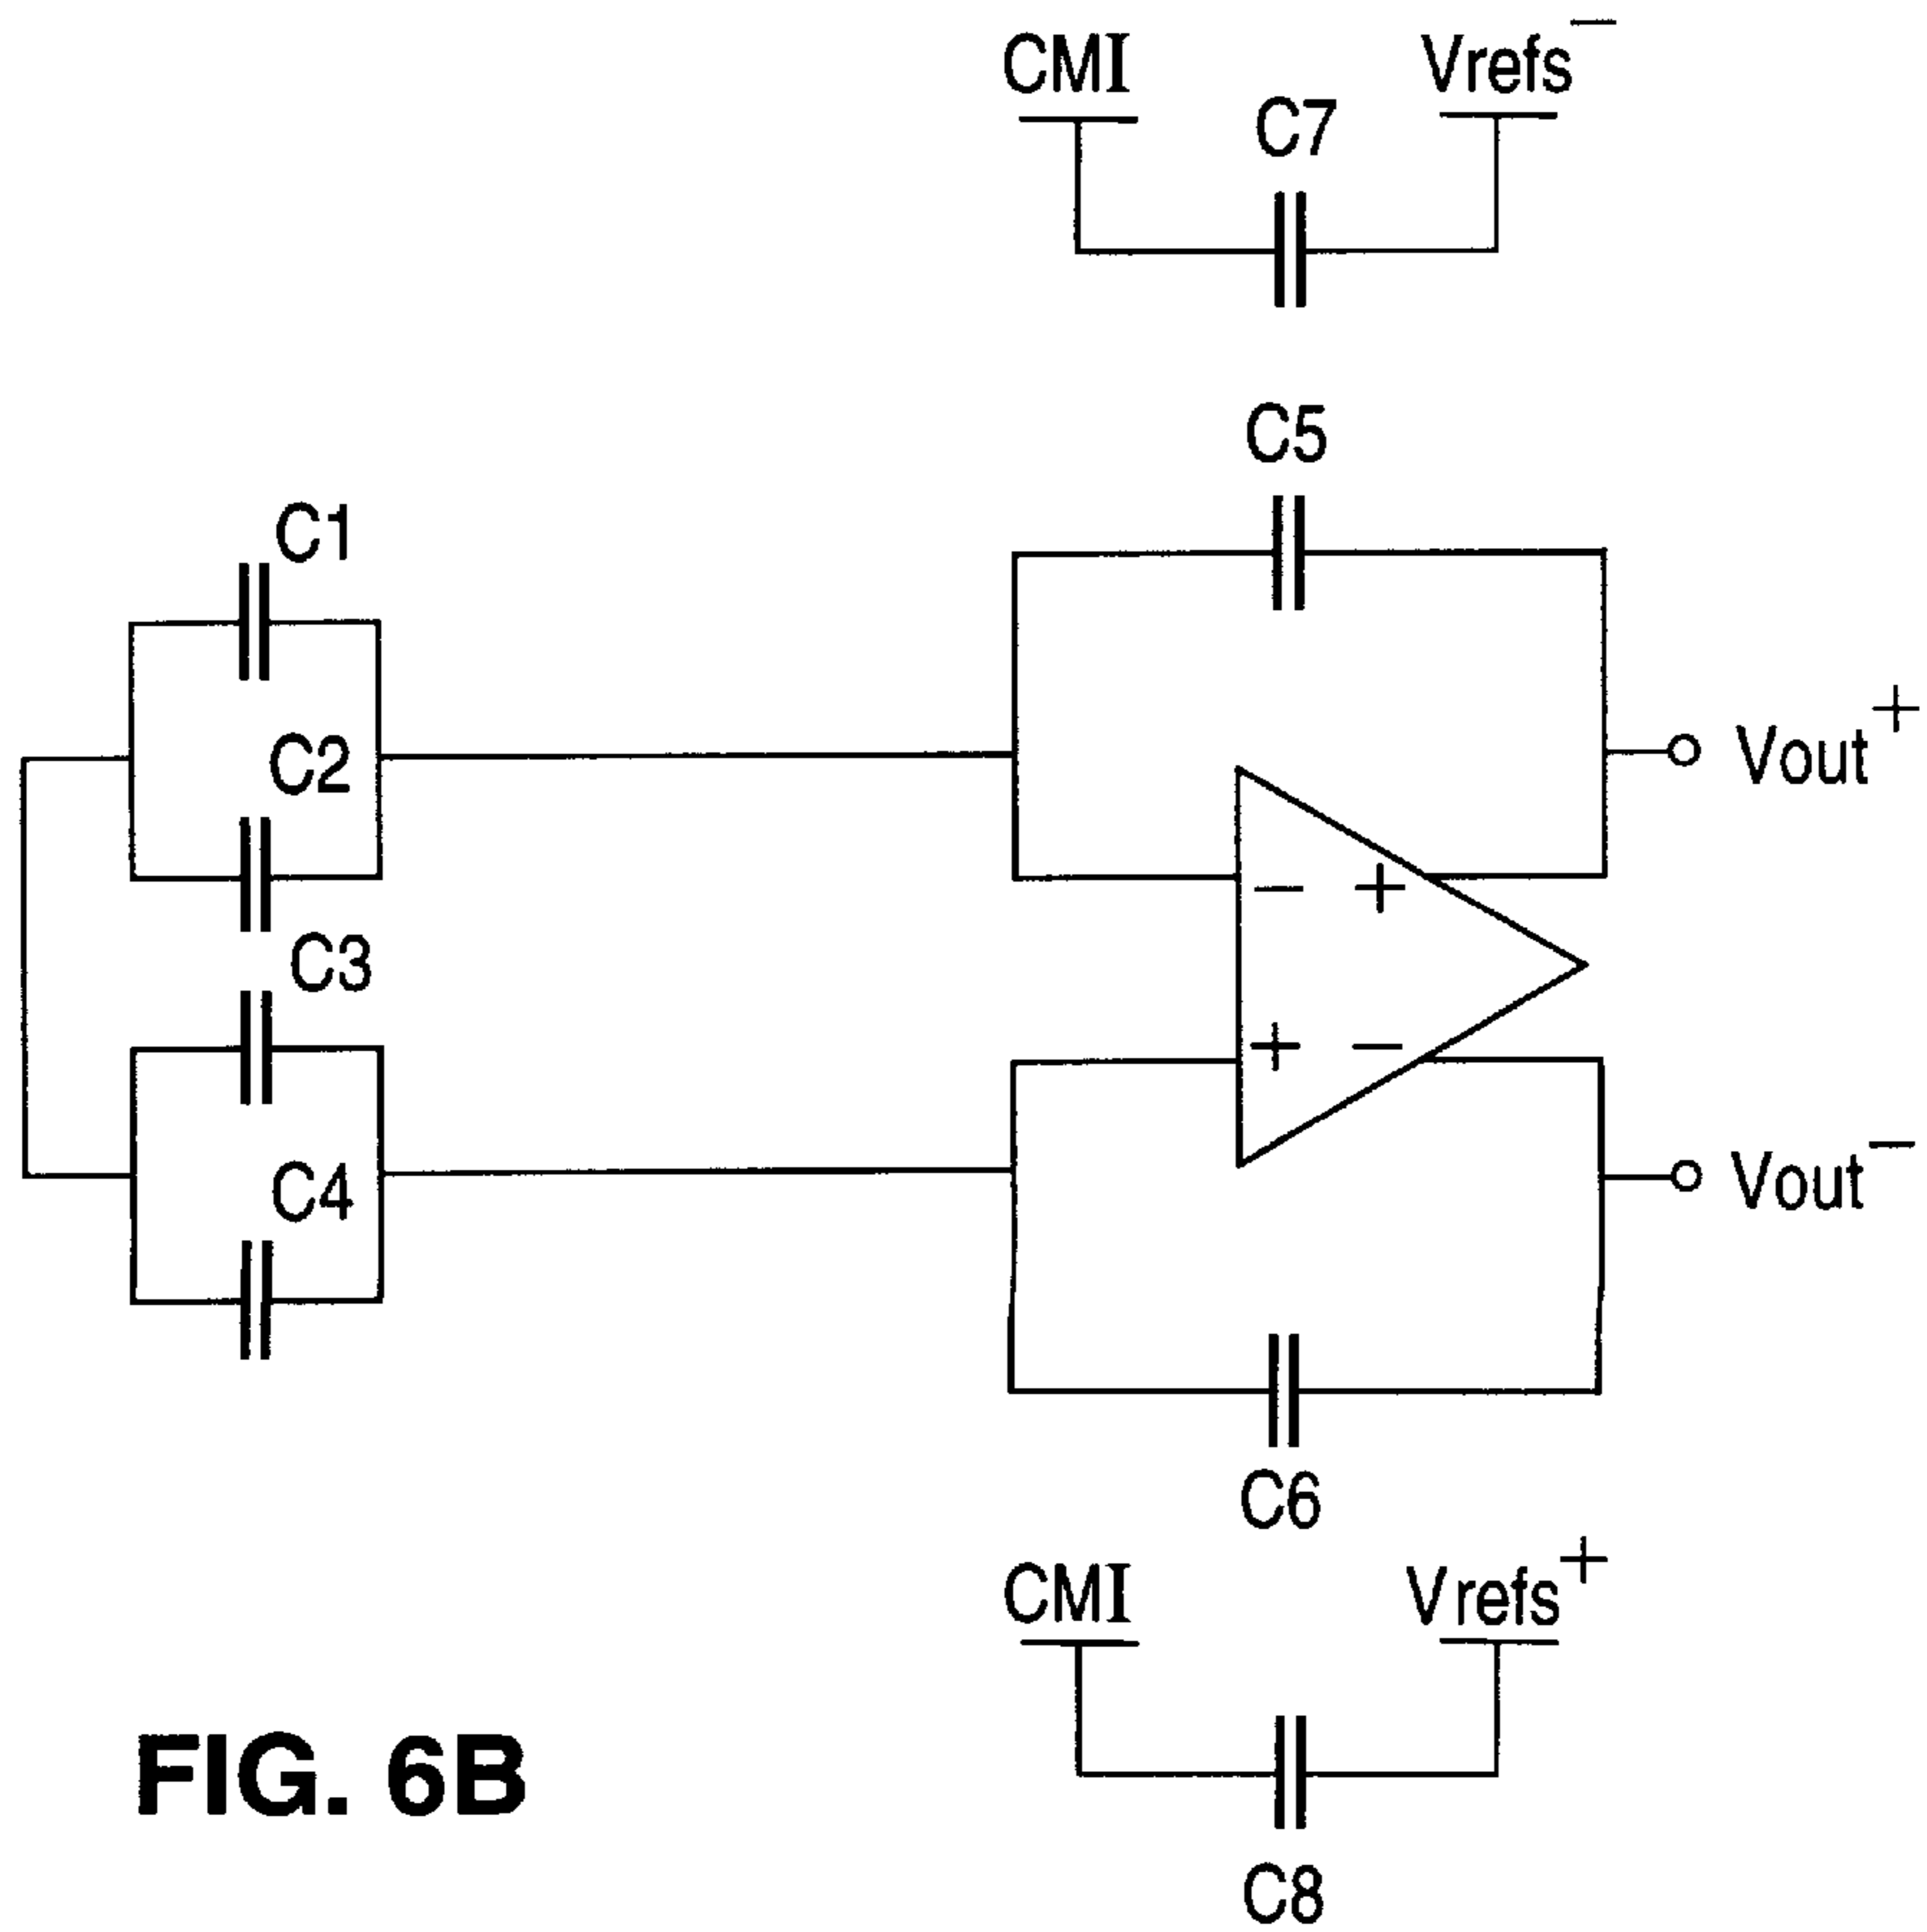 CMI
Vrefs−
C7
C5
C1
C2
Vout+
− +
C3
+ −
C4
Vout−
C6
CMI
Vrefs+
FIG. 6B
C8